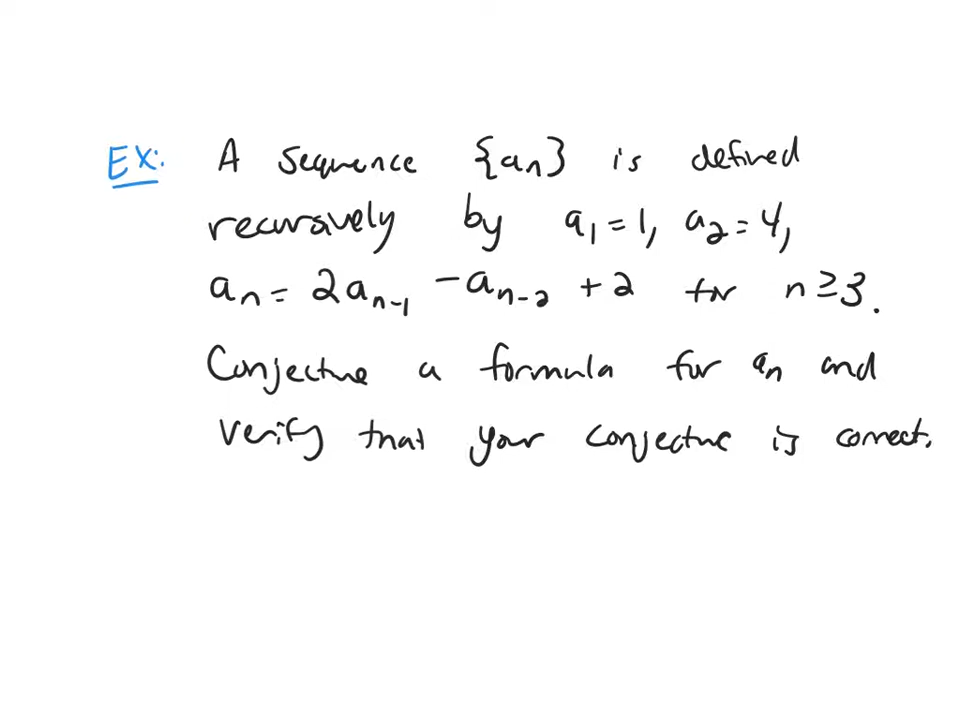 EX: A sequence {aₙ} is defined
recursively by a₁ = 1, a₂ = 4,
aₙ = 2aₙ₋₁ - aₙ₋₂ + 2 for n ≥ 3.
Conjecture a formula for aₙ and
verify that your conjecture is correct.